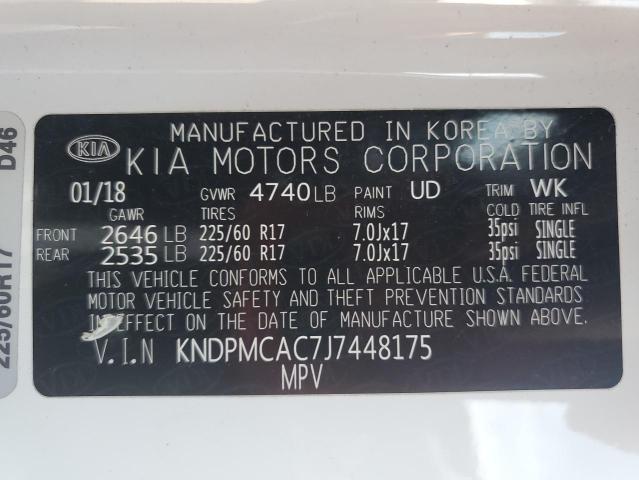 MANUFACTURED IN KOREA BY
KIA KIA MOTORS CORPORATION
01/18 GVWR 4740 LB PAINT UD TRIM WK
GAWR TIRES RIMS COLD TIRE INFL
FRONT 2646 LB 225/60 R17 7.0Jx17 35psi SINGLE
REAR 2535 LB 225/60 R17 7.0Jx17 35psi SINGLE
THIS VEHICLE CONFORMS TO ALL APPLICABLE U.S.A. FEDERAL
MOTOR VEHICLE SAFETY AND THEFT PREVENTION STANDARDS
IN EFFECT ON THE DATE OF MANUFACTURE SHOWN ABOVE.
V.I.N KNDPMCAC7J7448175
MPV
225/60R17 D46